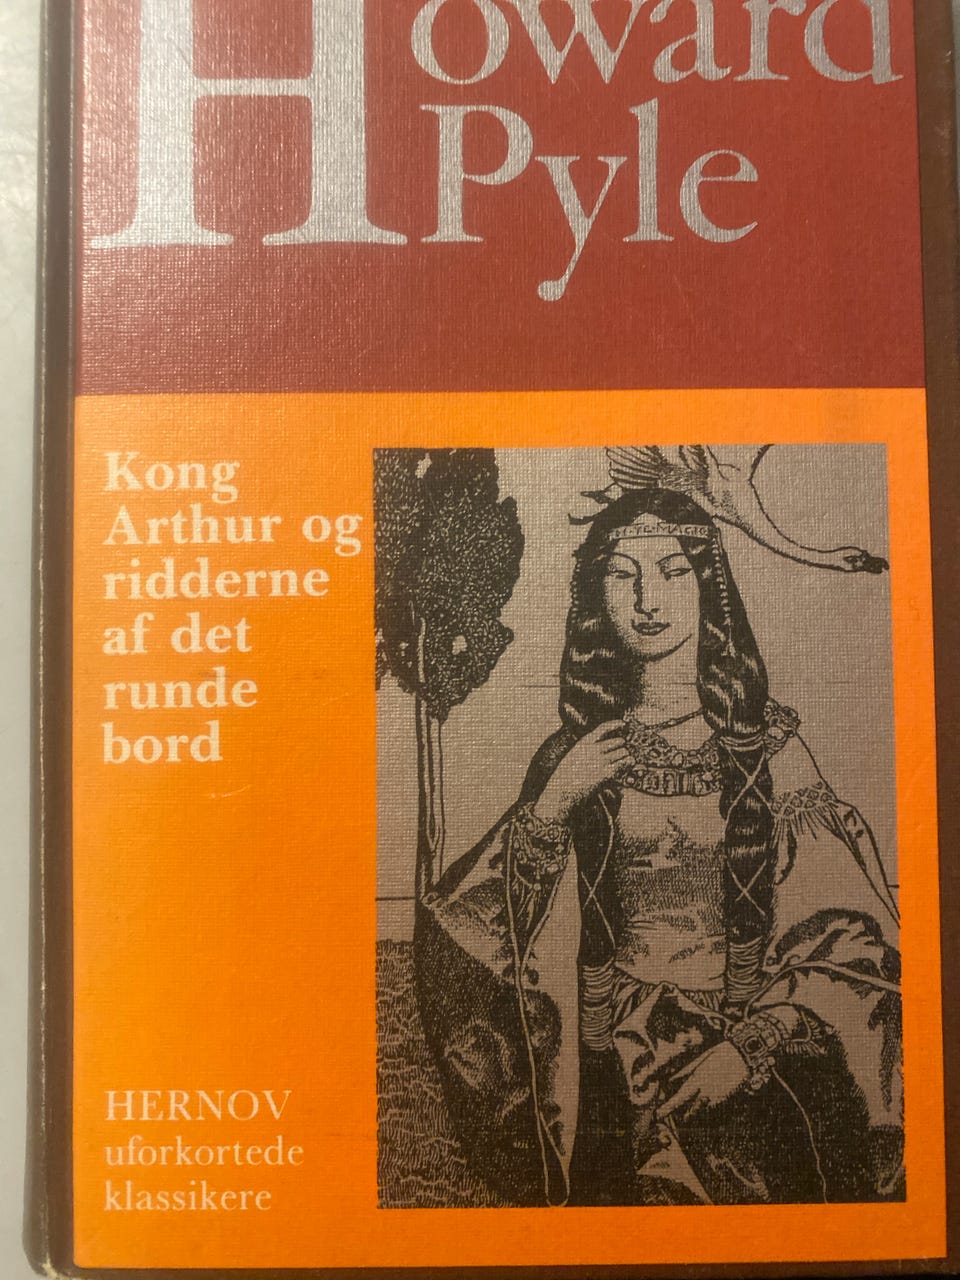 Howard
Pyle
Kong
Arthur og
ridderne
af det
runde
bord
HERNOV
uforkortede
klassikere